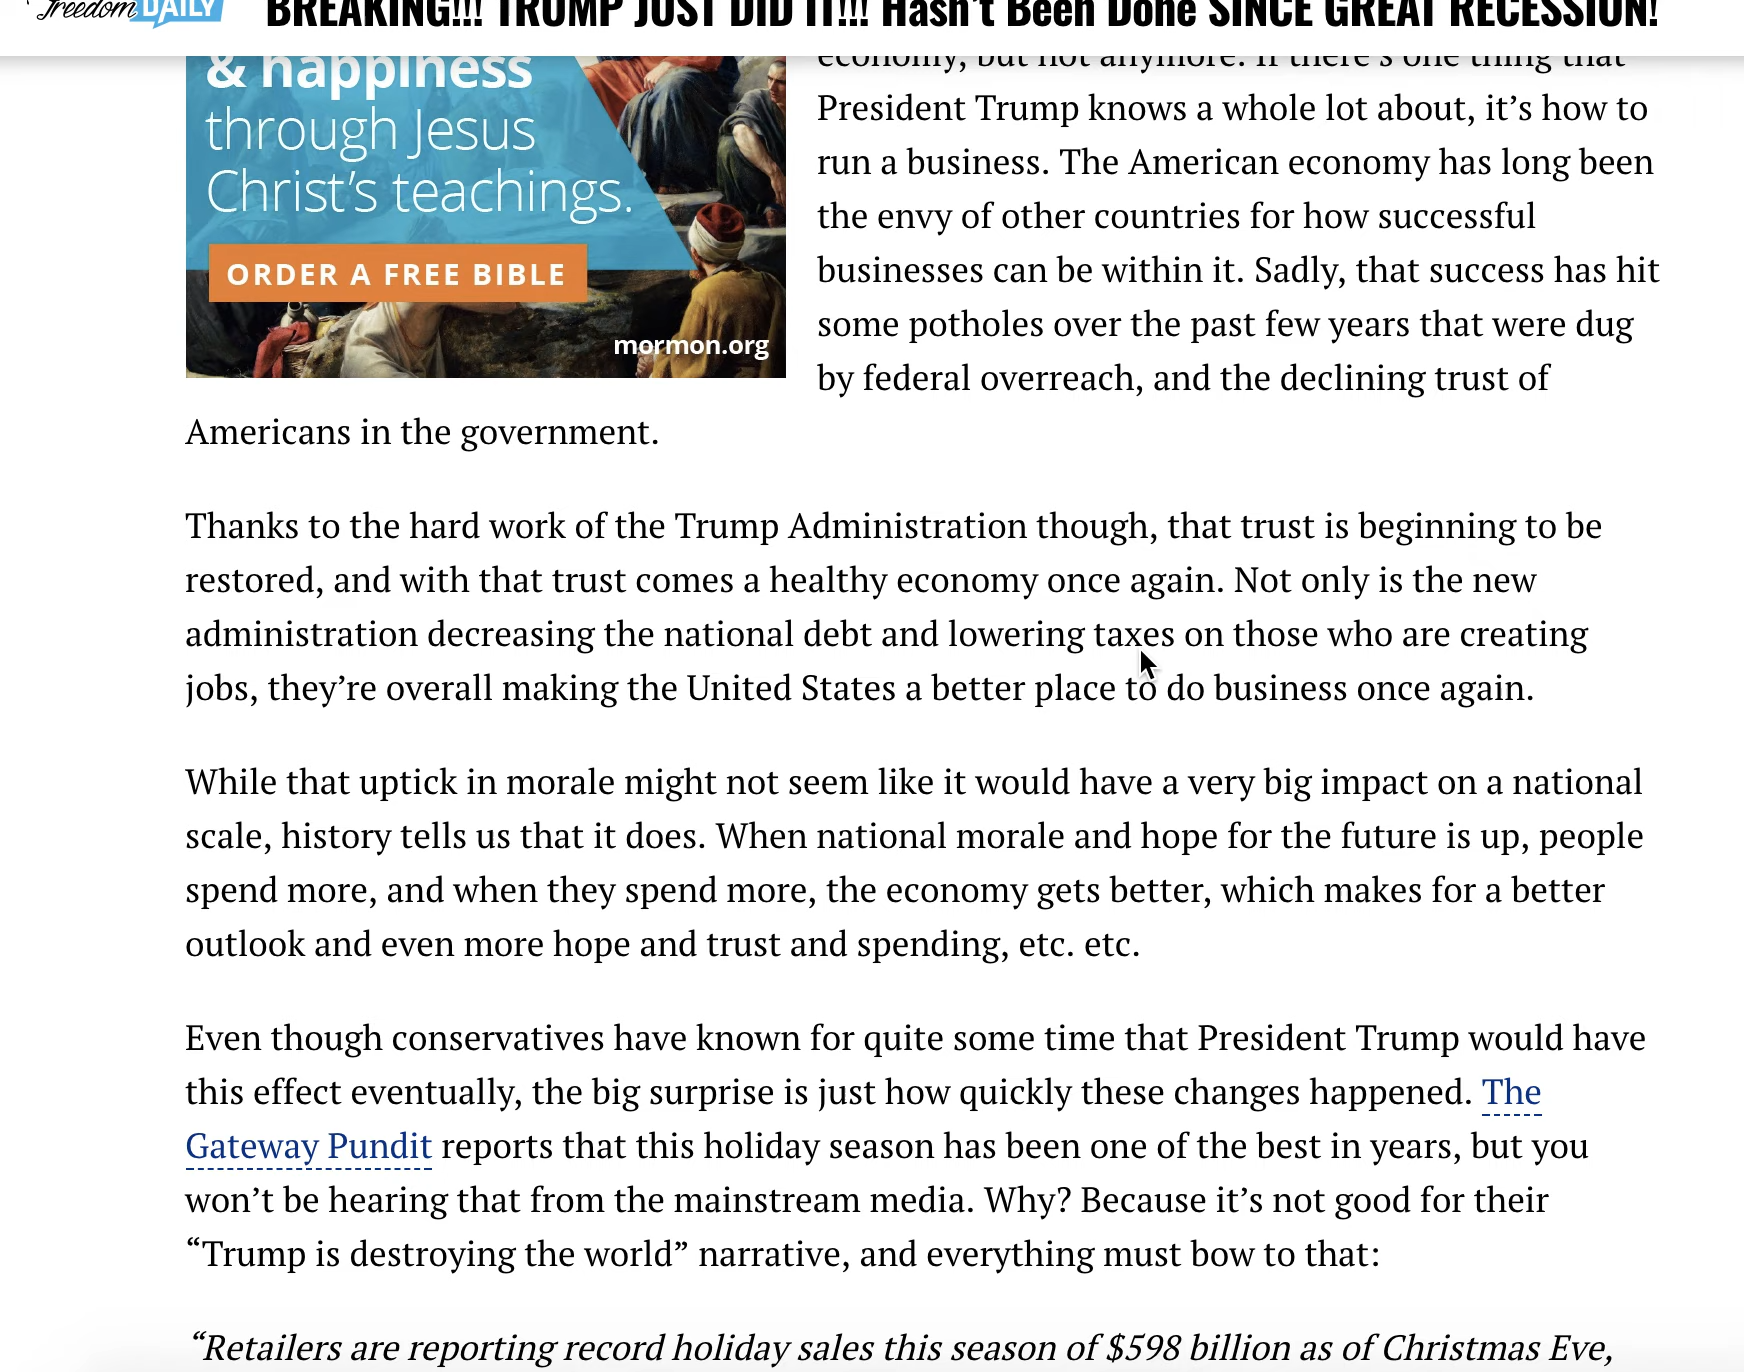 freedom DAILY
BREAKING!!! TRUMP JUST DID IT!!! Hasn't Been Done SINCE GREAT RECESSION!
& happiness
through Jesus
Christ's teachings.
ORDER A FREE BIBLE
mormon.org
economy, but not anymore. If there's one thing that
President Trump knows a whole lot about, it's how to
run a business. The American economy has long been
the envy of other countries for how successful
businesses can be within it. Sadly, that success has hit
some potholes over the past few years that were dug
by federal overreach, and the declining trust of
Americans in the government.
Thanks to the hard work of the Trump Administration though, that trust is beginning to be
restored, and with that trust comes a healthy economy once again. Not only is the new
administration decreasing the national debt and lowering taxes on those who are creating
jobs, they're overall making the United States a better place to do business once again.
While that uptick in morale might not seem like it would have a very big impact on a national
scale, history tells us that it does. When national morale and hope for the future is up, people
spend more, and when they spend more, the economy gets better, which makes for a better
outlook and even more hope and trust and spending, etc. etc.
Even though conservatives have known for quite some time that President Trump would have
this effect eventually, the big surprise is just how quickly these changes happened. The
Gateway Pundit reports that this holiday season has been one of the best in years, but you
won't be hearing that from the mainstream media. Why? Because it's not good for their
“Trump is destroying the world” narrative, and everything must bow to that:
“Retailers are reporting record holiday sales this season of $598 billion as of Christmas Eve,